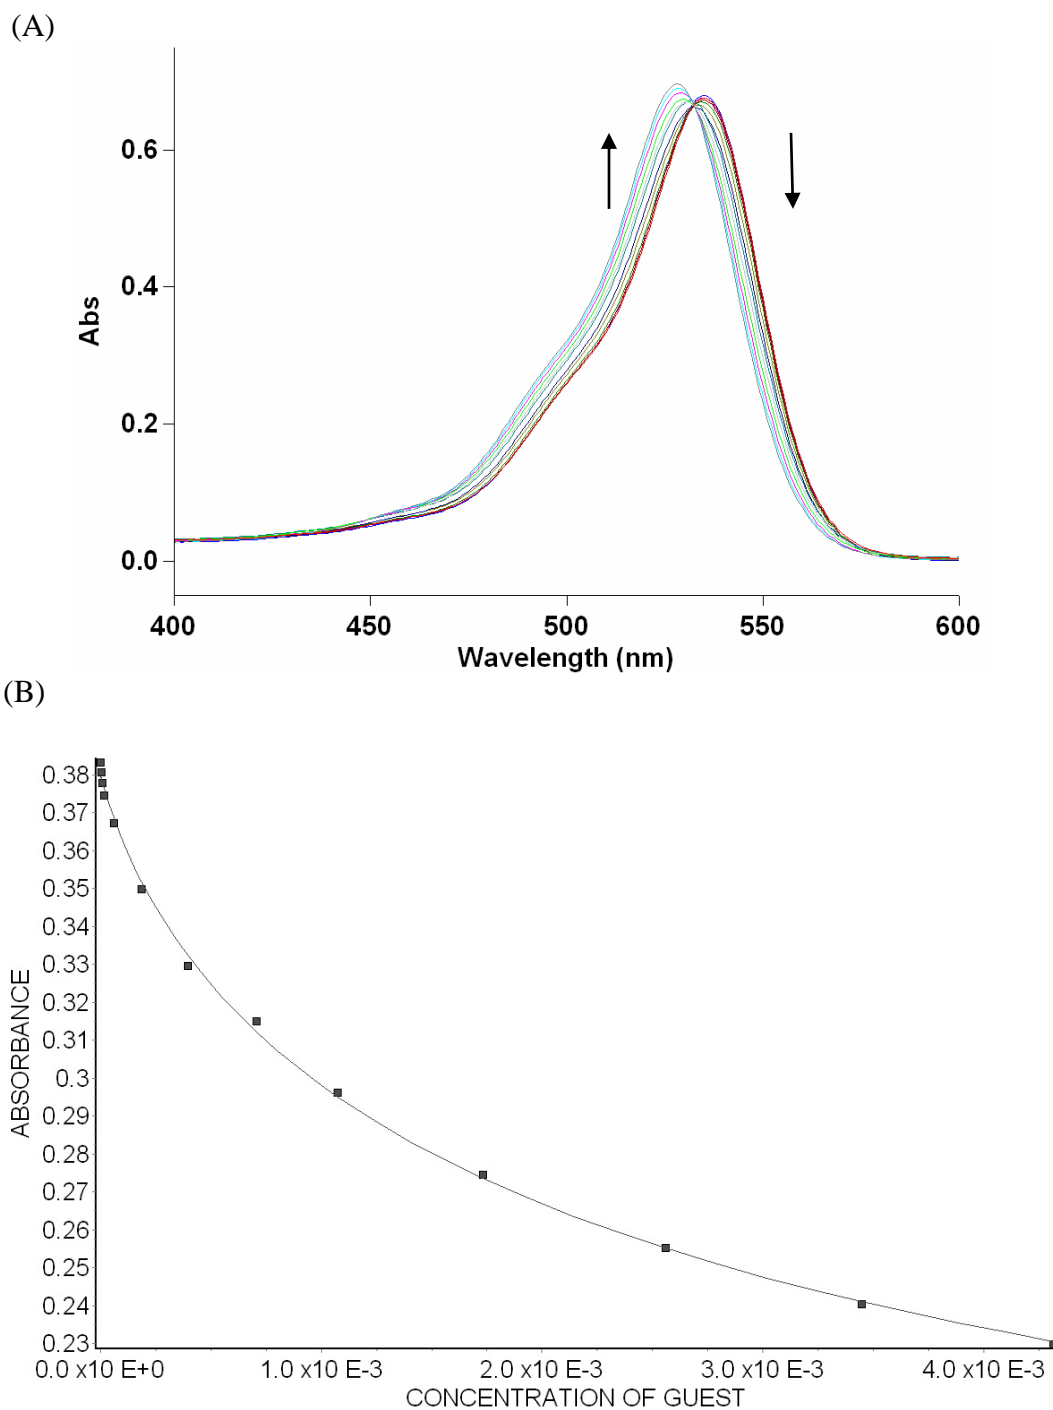 (A)
0.6
0.4
0.2
0.0
Abs
400 450 500 550 600
Wavelength (nm)
(B)
0.38
0.37
0.36
0.35
0.34
0.33
0.32
0.31
0.3
0.29
0.28
0.27
0.26
0.25
0.24
0.23
ABSORBANCE
0.0 x10 E+0 1.0 x10 E-3 2.0 x10 E-3 3.0 x10 E-3 4.0 x10 E-3
CONCENTRATION OF GUEST